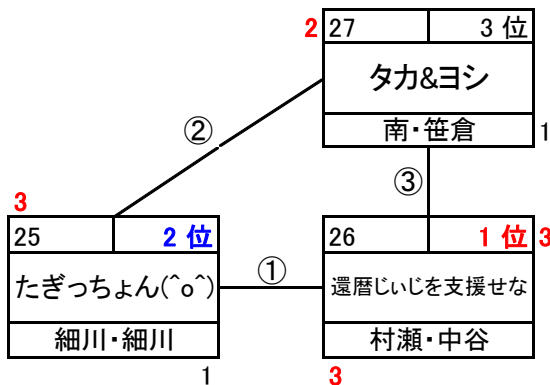 2 27 3 位
タカ&ヨシ
南・笹倉 1
②
③
3
25 2 位
たぎっちょん(^o^)
細川・細川
1
①
26 1 位 3
還暦じぃじを支援せな
村瀬・中谷
3